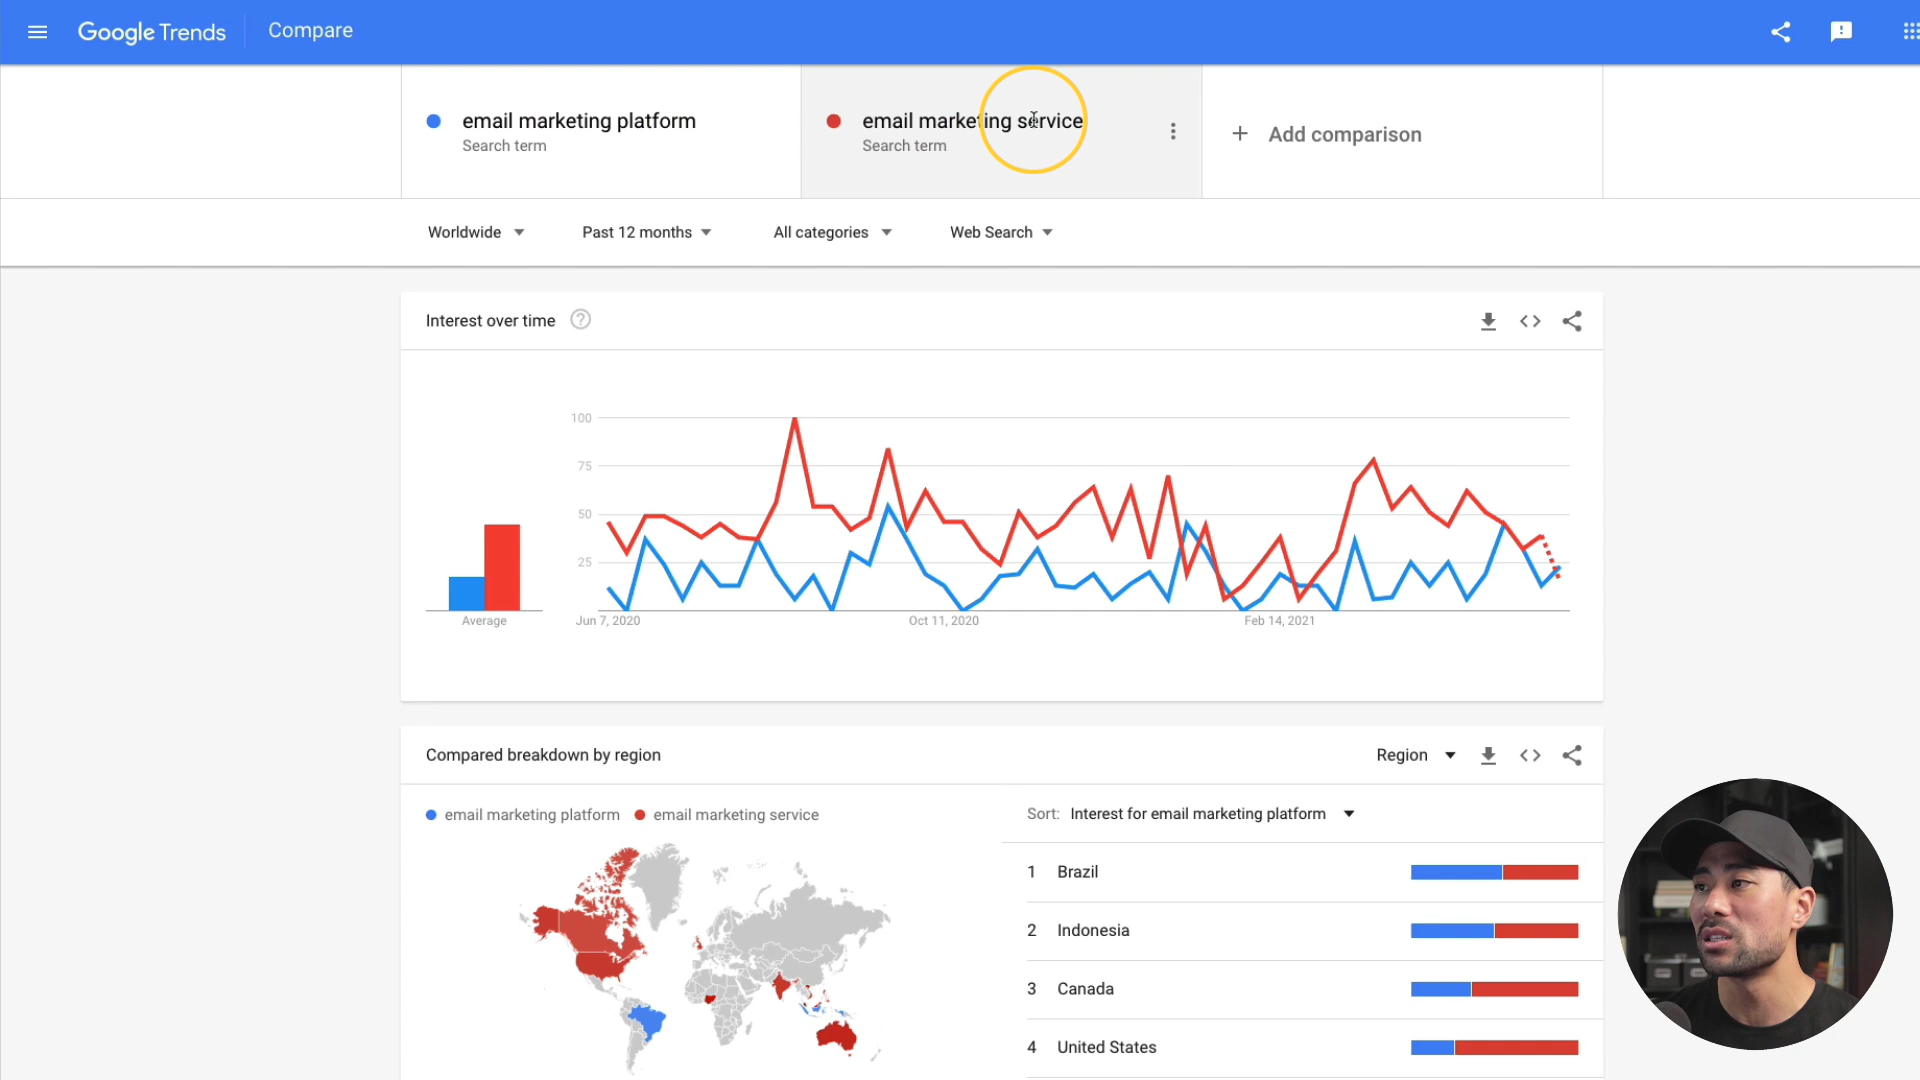 Google Trends
Compare
email marketing platform
Search term
email marketing service
Search term
+ Add comparison
Worldwide
Past 12 months
All categories
Web Search
Interest over time
?
100
75
50
25
Average
Jun 7, 2020
Oct 11, 2020
Feb 14, 2021
Compared breakdown by region
Region
email marketing platform
email marketing service
Sort: Interest for email marketing platform
1 Brazil
2 Indonesia
3 Canada
4 United States